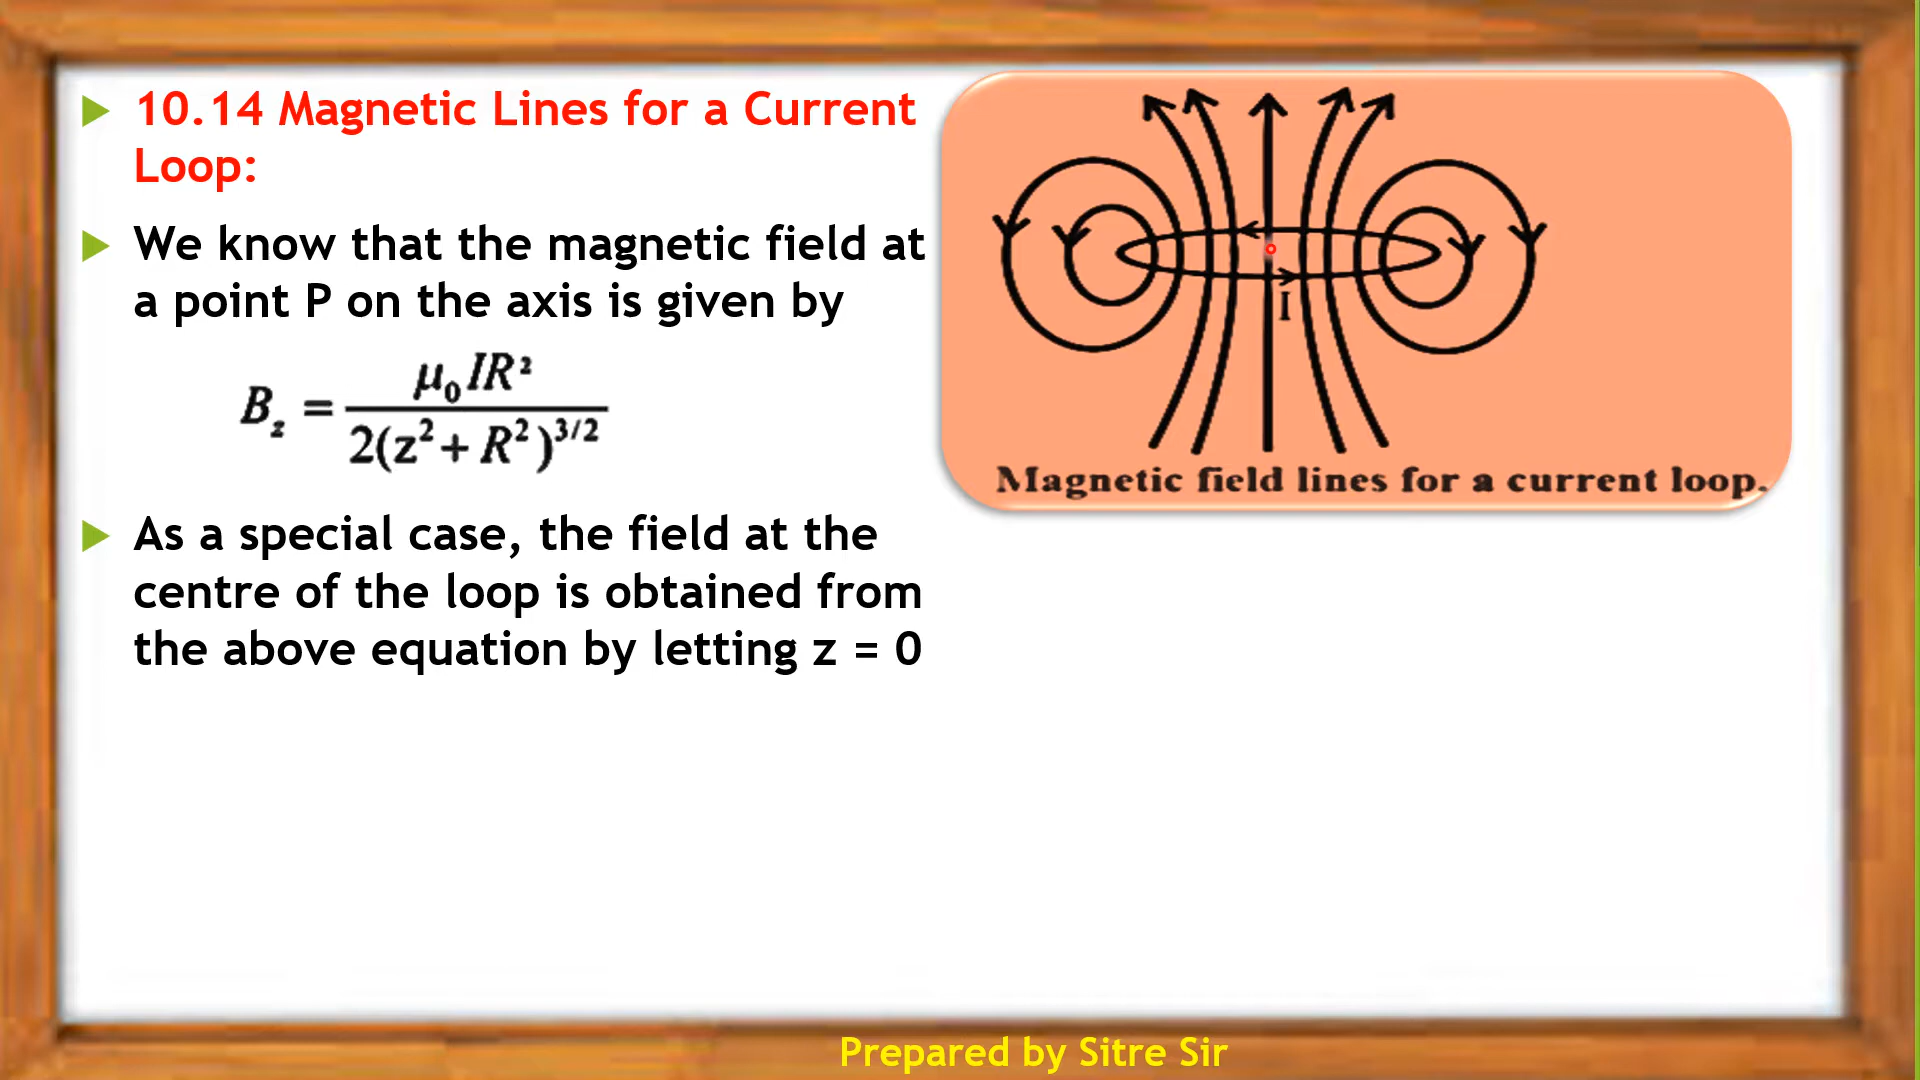 10.14 Magnetic Lines for a Current
Loop:
We know that the magnetic field at
a point P on the axis is given by
B_z = μ₀IR² / 2(z² + R²)^{3/2}
As a special case, the field at the
centre of the loop is obtained from
the above equation by letting z = 0
I
Magnetic field lines for a current loop.
Prepared by Sitre Sir